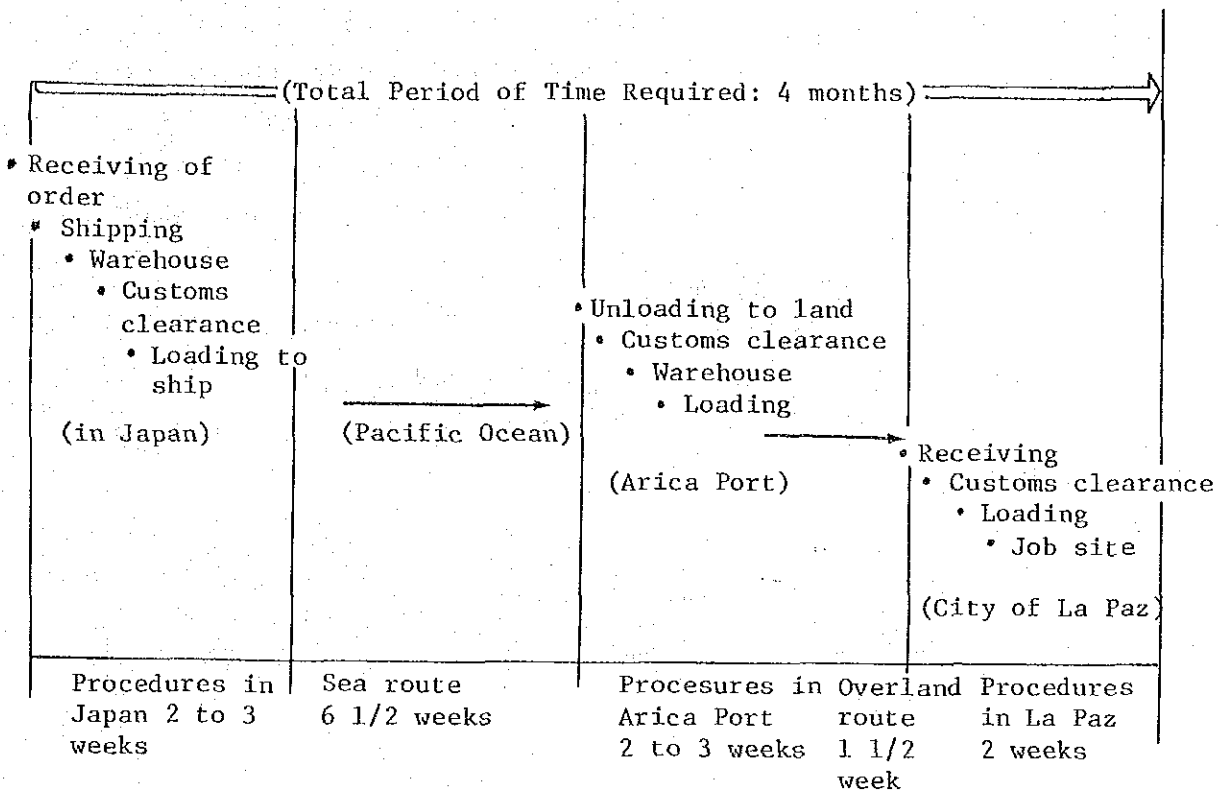 (Total Period of Time Required: 4 months)
• Receiving of
order
• Shipping
• Warehouse
• Customs
clearance
• Loading to
ship
(in Japan)
(Pacific Ocean)
• Unloading to land
• Customs clearance
• Warehouse
• Loading
(Arica Port)
• Receiving
• Customs clearance
• Loading
• Job site
(City of La Paz)
Procedures in
Japan 2 to 3
weeks
Sea route
6 1/2 weeks
Procesures in
Arica Port
2 to 3 weeks
Overland
route
1 1/2
week
Procedures
in La Paz
2 weeks